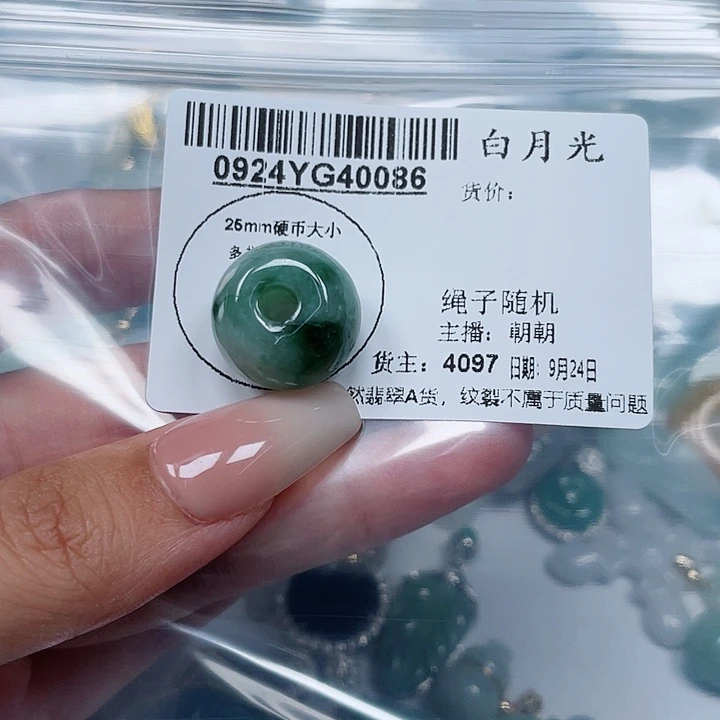 白月光
0924YG40086
货价：
25mm硬币大小
绳子随机
主播：朝朝
货主：4097 日期：9月24日
然翡翠A货，纹裂不属于质量问题